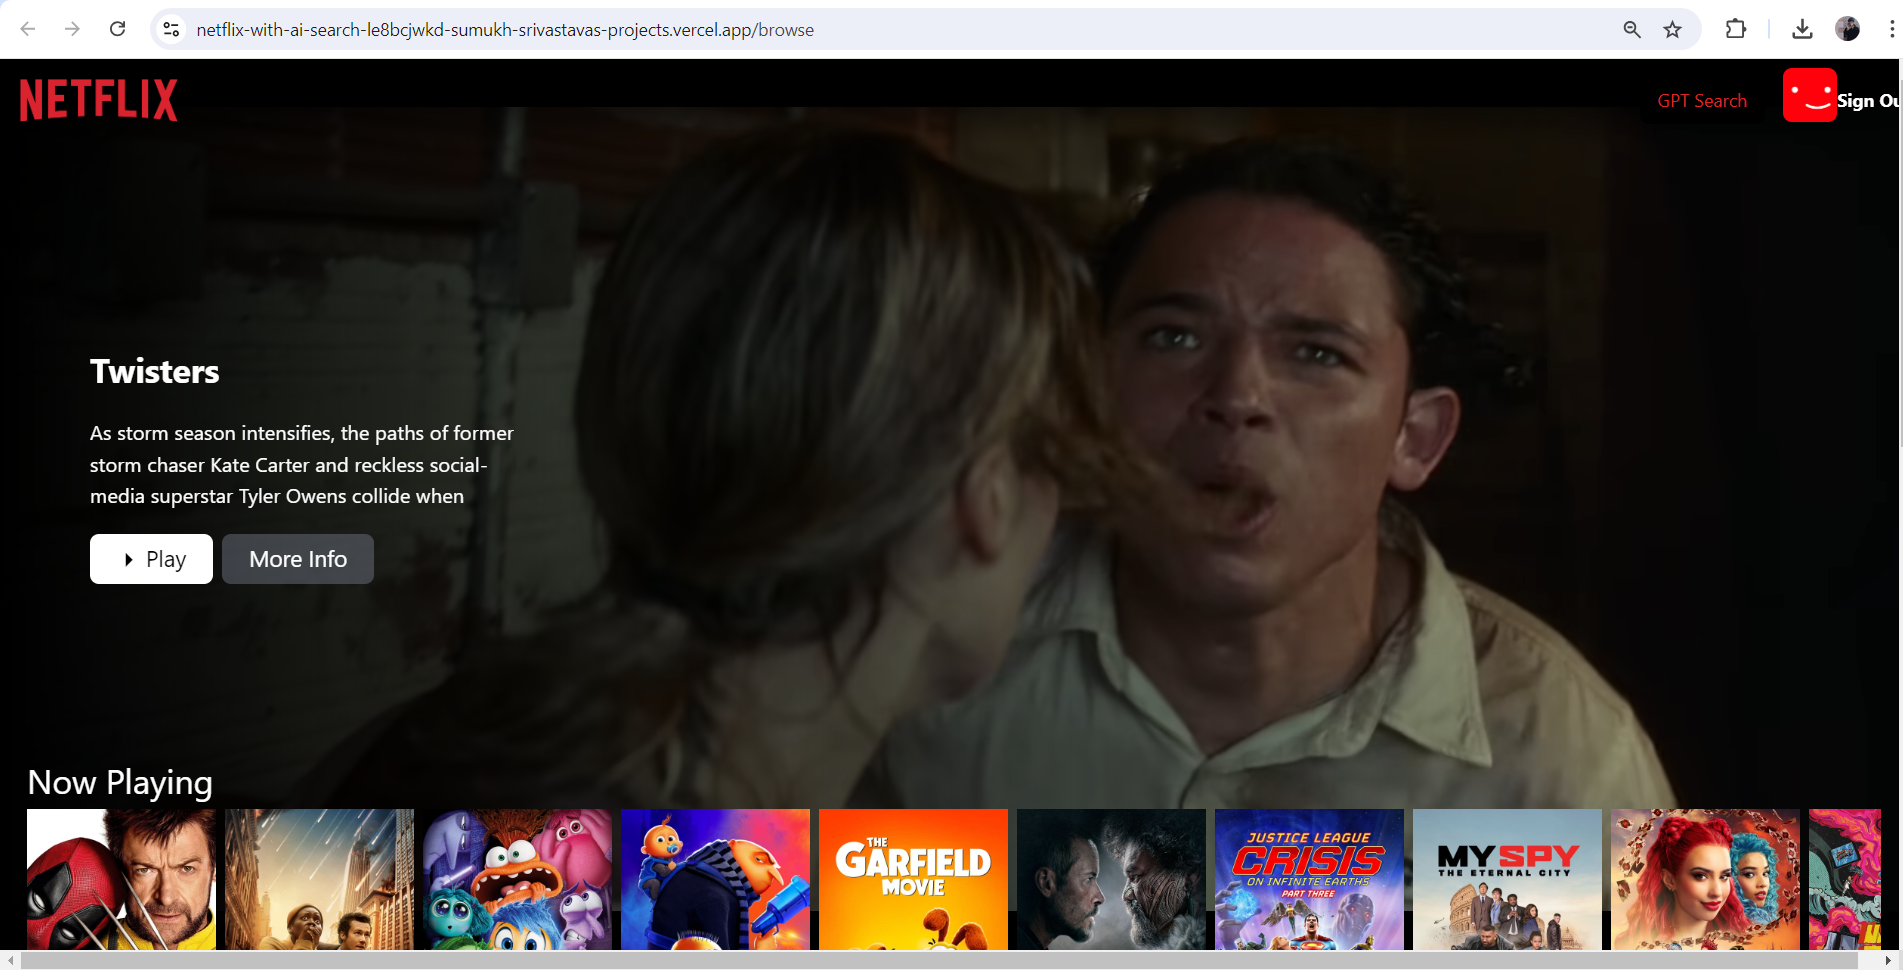 netflix-with-ai-search-le8bcjwkd-sumukh-srivastavas-projects.vercel.app/browse
NETFLIX
GPT Search
Sign Ou
Twisters
As storm season intensifies, the paths of former
storm chaser Kate Carter and reckless social-
media superstar Tyler Owens collide when
Play
More Info
Now Playing
THE
GARFIELD
MOVIE
JUSTICE LEAGUE
CRISIS
ON INFINITE EARTHS
PART THREE
MY SPY
THE ETERNAL CITY